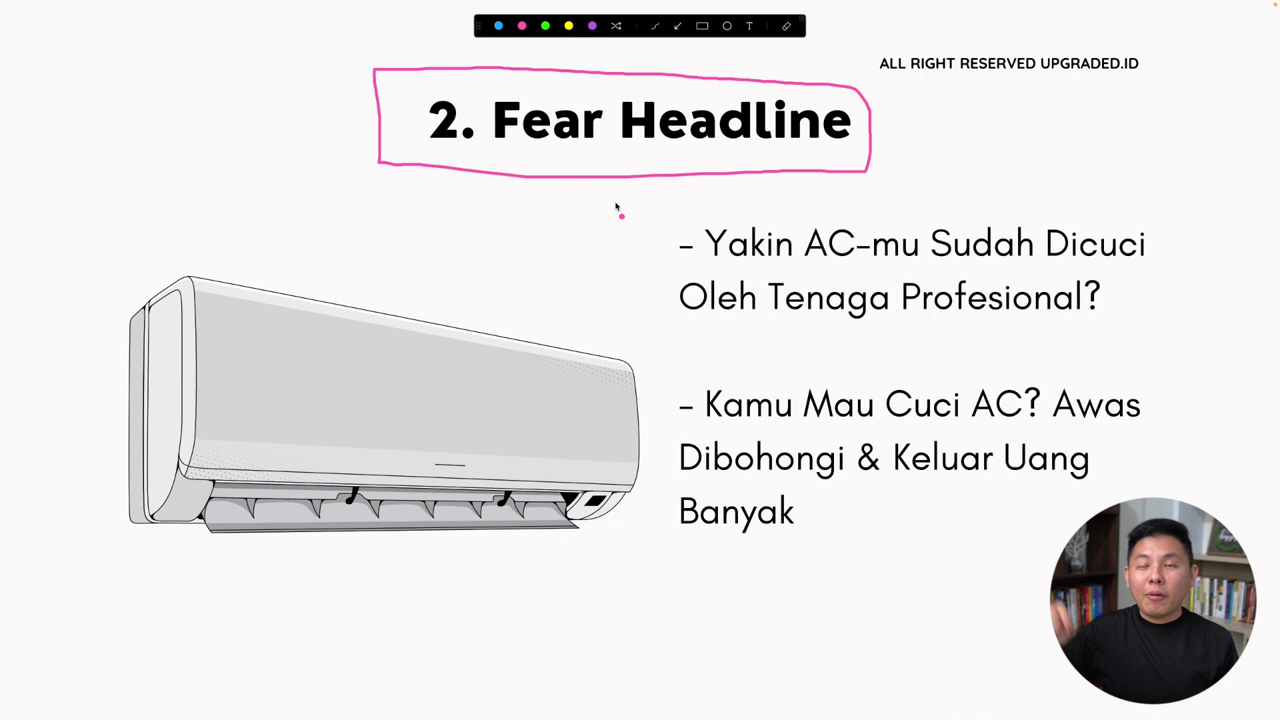 ALL RIGHT RESERVED UPGRADED.ID
2. Fear Headline
- Yakin AC-mu Sudah Dicuci
Oleh Tenaga Profesional?
- Kamu Mau Cuci AC? Awas
Dibohongi & Keluar Uang
Banyak